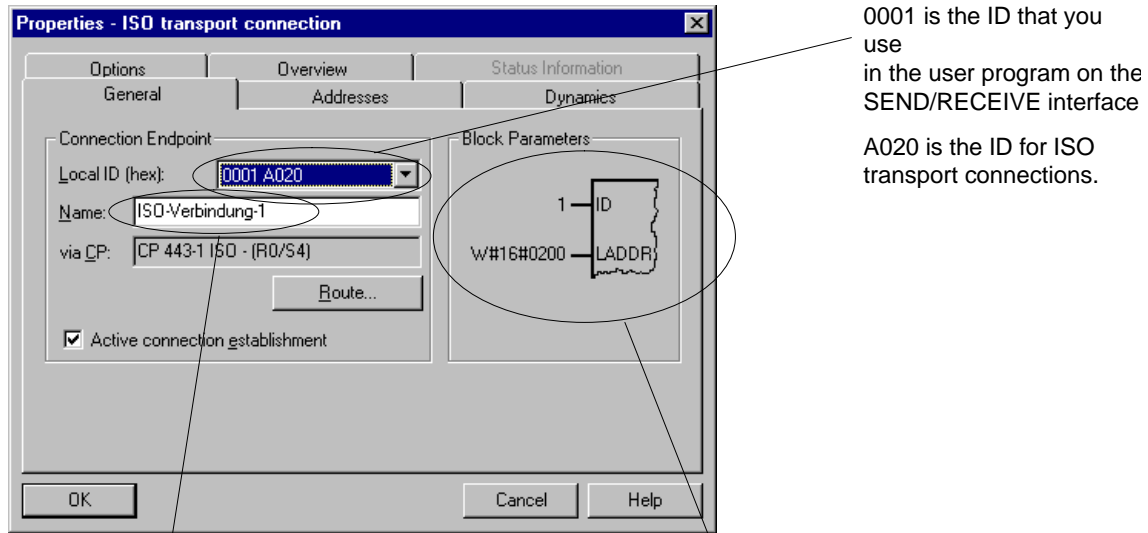 Properties - ISO transport connection
Options
Overview
Status Information
General
Addresses
Dynamics
Connection Endpoint
Local ID (hex):
0001 A020
Name:
ISO-Verbindung-1
via CP:
CP 443-1 ISO - (R0/S4)
Route...
Active connection establishment
Block Parameters
1
ID
W#16#0200
LADDR
OK
Cancel
Help
0001 is the ID that you
use
in the user program on the
SEND/RECEIVE interface
A020 is the ID for ISO
transport connections.